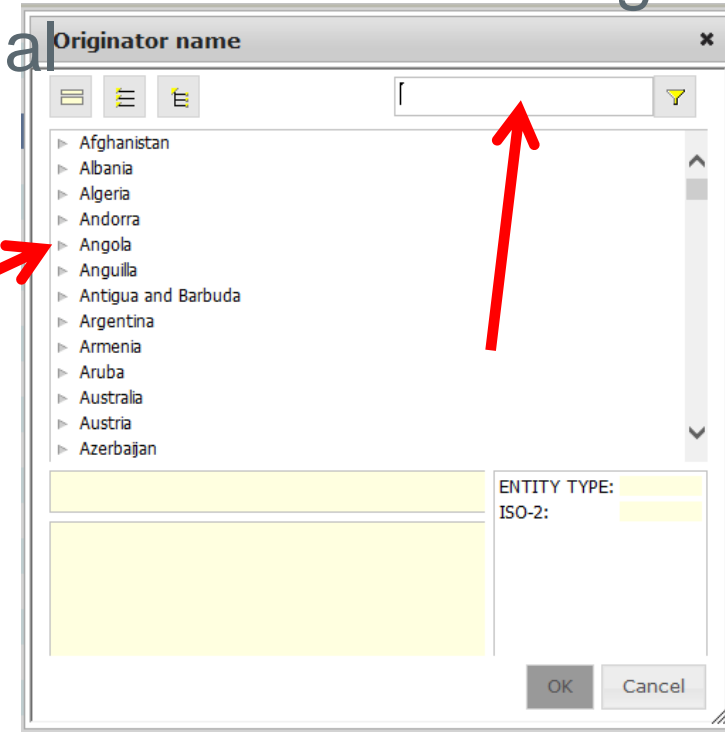 al
Originator name
Afghanistan
Albania
Algeria
Andorra
Angola
Anguilla
Antigua and Barbuda
Argentina
Armenia
Aruba
Australia
Austria
Azerbaijan
ENTITY TYPE:
ISO-2:
OK Cancel